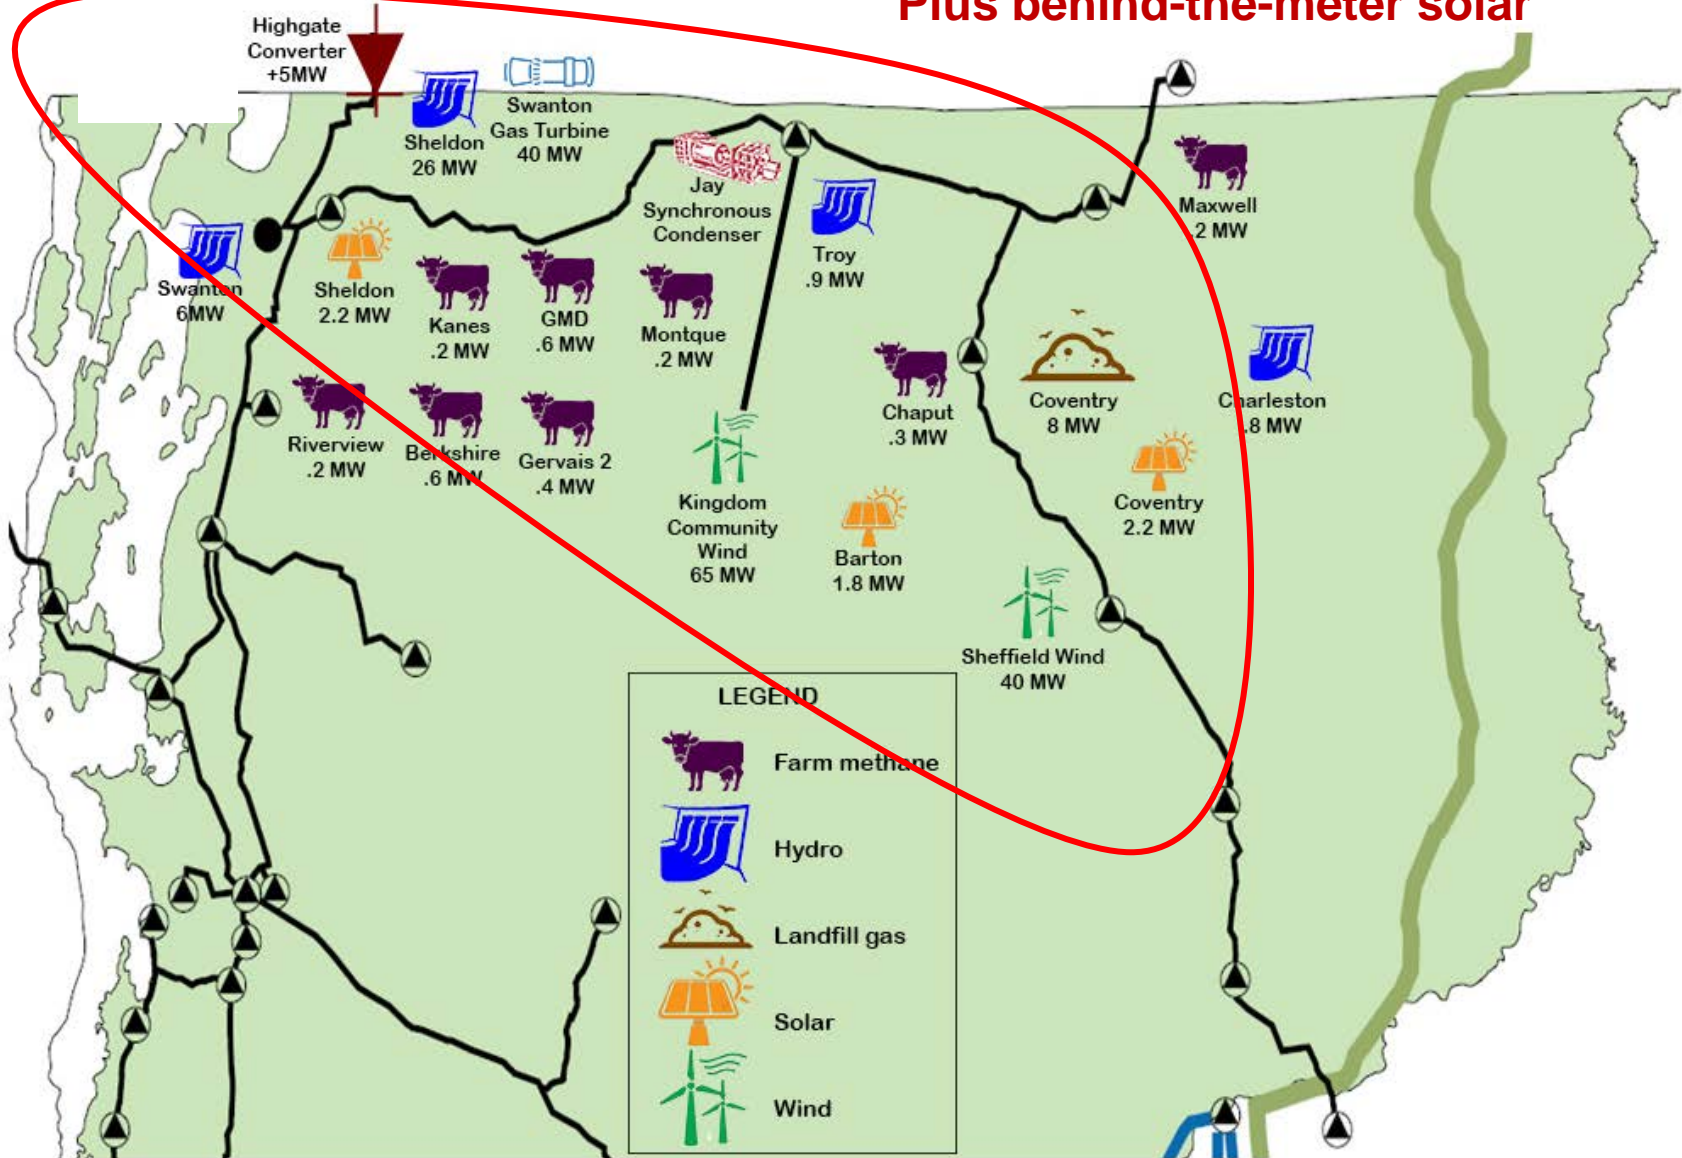 Plus behind-the-meter solar
Highgate
Converter
+5MW
Sheldon
26 MW
Swanton
Gas Turbine
40 MW
Jay
Synchronous
Condenser
Troy
.9 MW
Maxwell
.2 MW
Swanton
6MW
Sheldon
2.2 MW
Kanes
.2 MW
GMD
.6 MW
Montque
.2 MW
Chaput
.3 MW
Coventry
8 MW
Charleston
.8 MW
Riverview
.2 MW
Berkshire
.6 MW
Gervais 2
.4 MW
Kingdom
Community
Wind
65 MW
Barton
1.8 MW
Coventry
2.2 MW
Sheffield Wind
40 MW
LEGEND
Farm methane
Hydro
Landfill gas
Solar
Wind